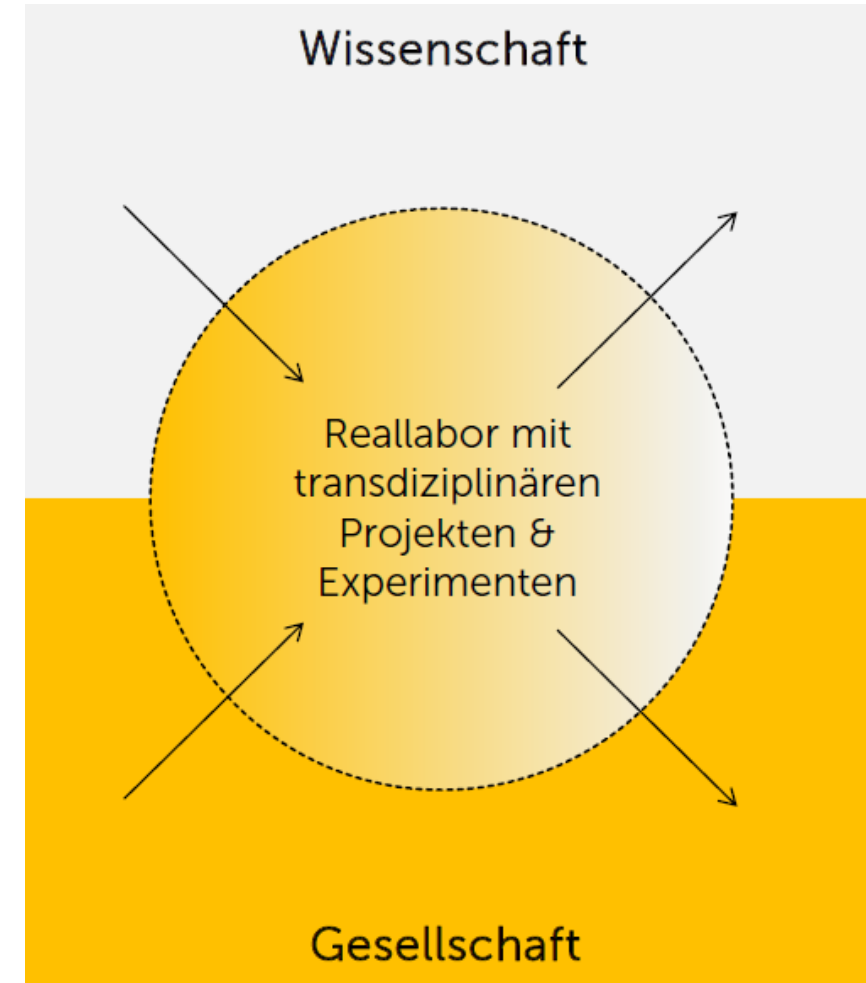 Wissenschaft
Reallabor mit
transdiziplinären
Projekten &
Experimenten
Gesellschaft